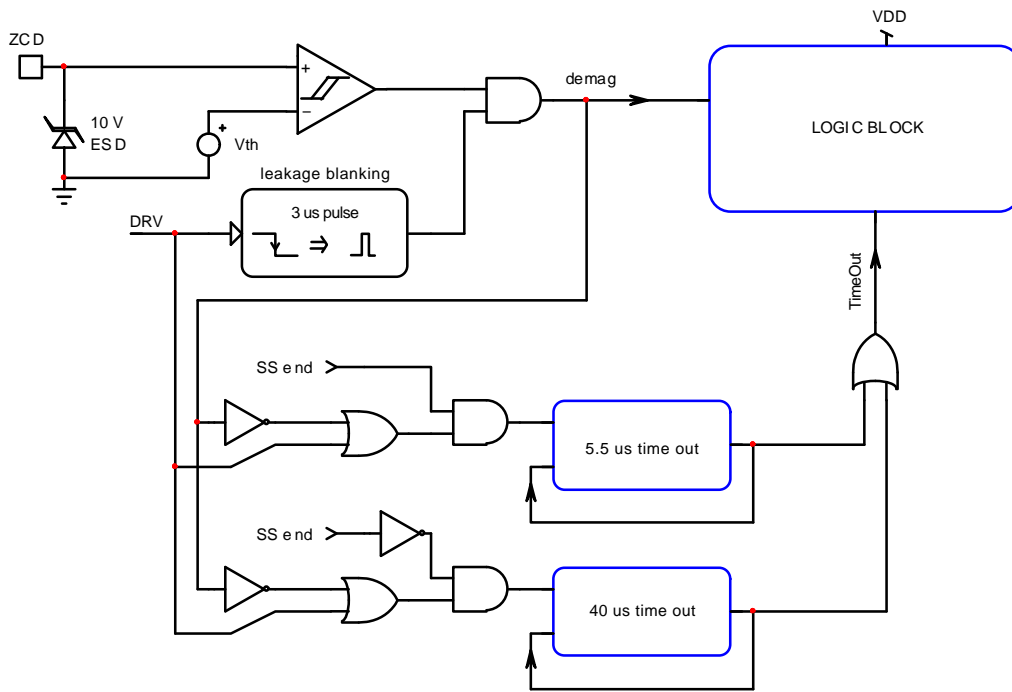 ZCD
VDD
+
demag
10 V
ESD
−
+
Vth
LOGIC BLOCK
leakage blanking
3 us pulse
DRV
TimeOut
SS end
5.5 us time out
SS end
40 us time out